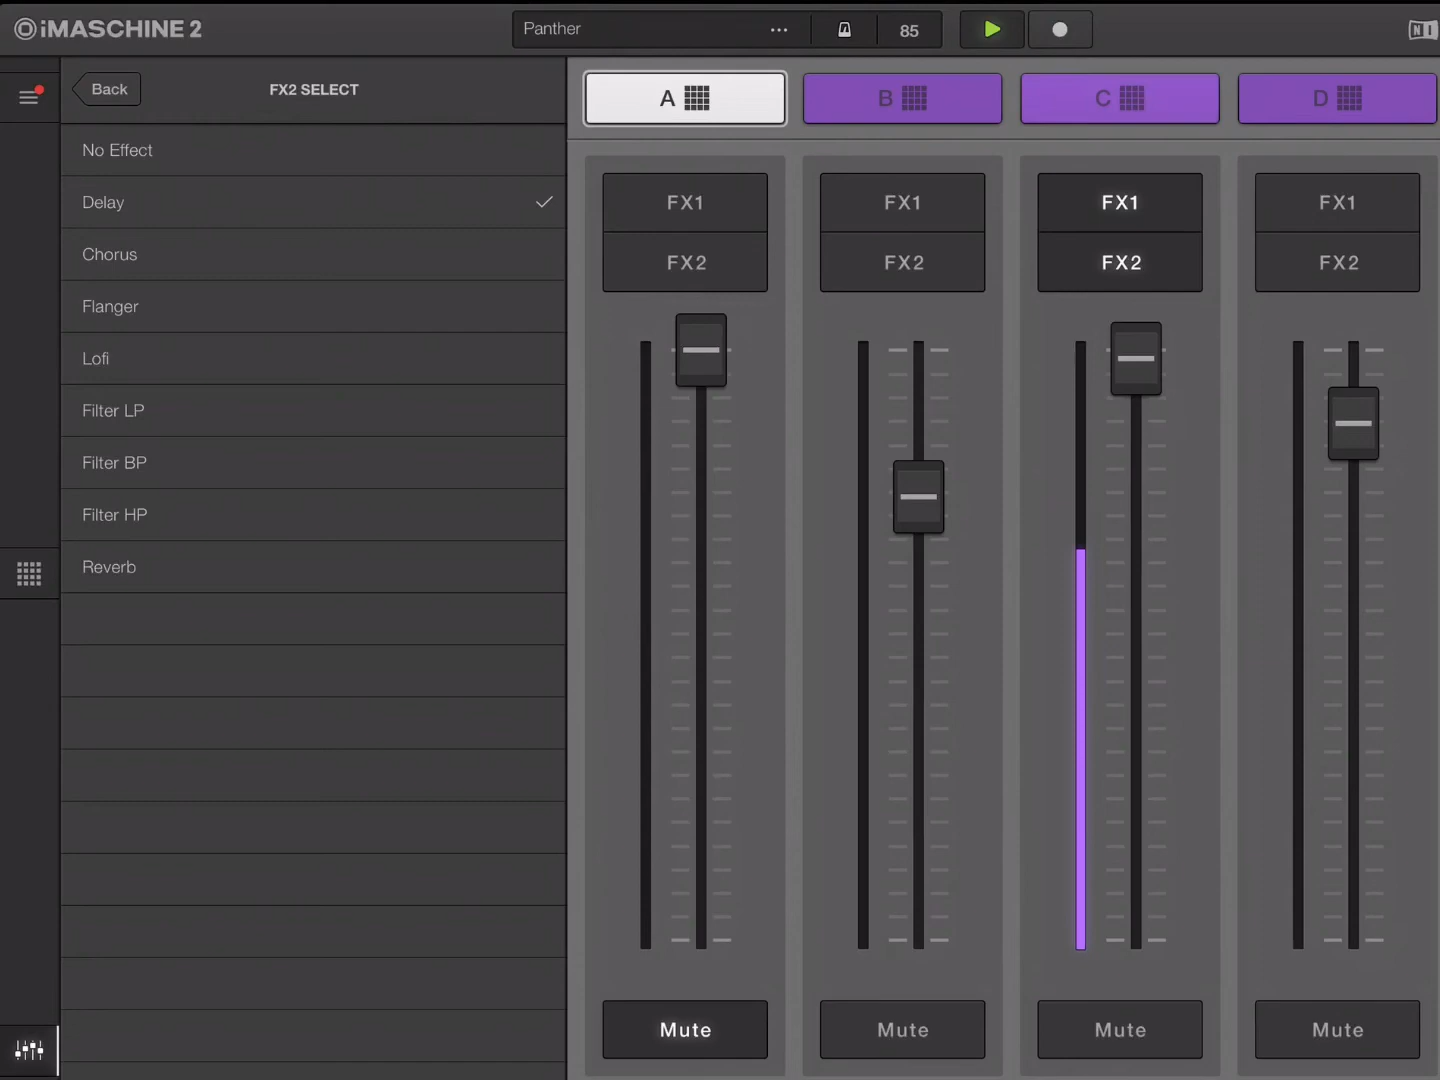 iMASCHINE 2
Panther ... 85
NI
Back
FX2 SELECT
No Effect
Delay
Chorus
Flanger
Lofi
Filter LP
Filter BP
Filter HP
Reverb
A B C D
FX1 FX1 FX1 FX1
FX2 FX2 FX2 FX2
Mute Mute Mute Mute